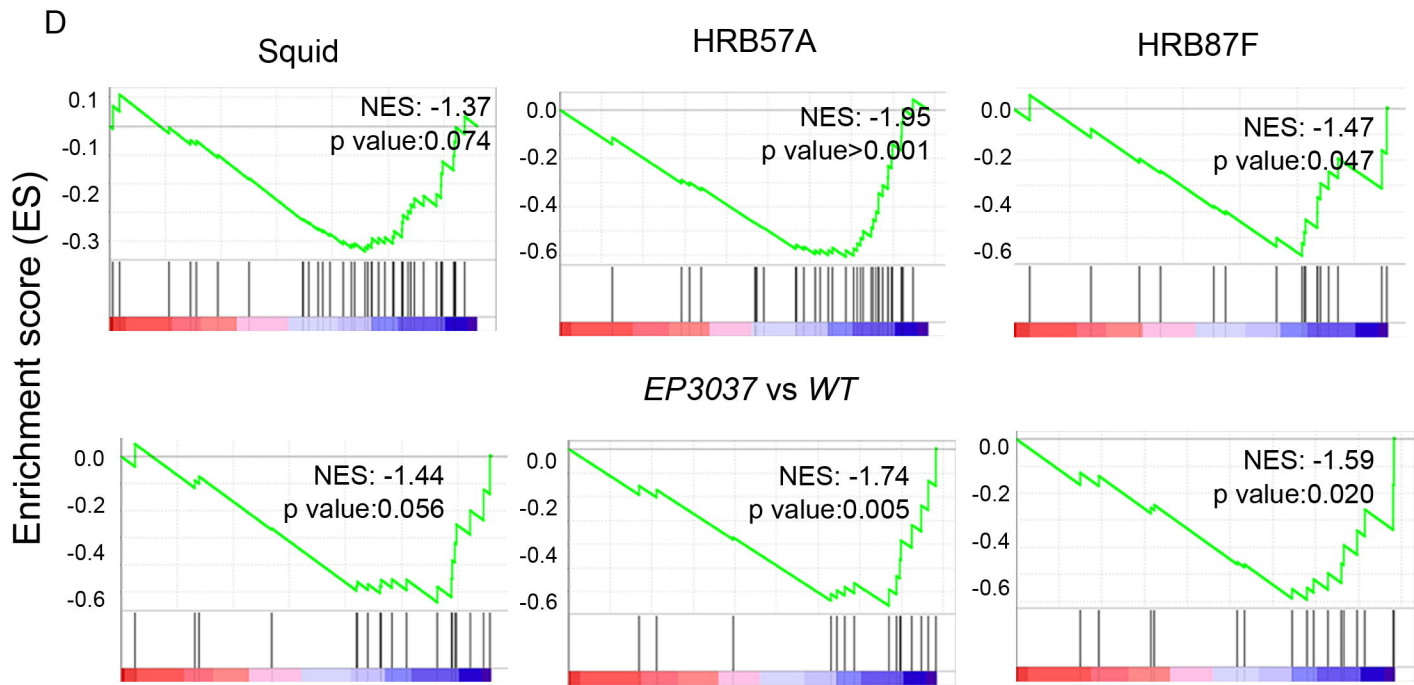 D
Squid
HRB57A
HRB87F
Enrichment score (ES)
0.1
-0.1
-0.2
-0.3
NES: -1.37
p value:0.074
0.0
-0.2
-0.4
-0.6
NES: -1.95
p value>0.001
0.0
-0.2
-0.4
-0.6
NES: -1.47
p value:0.047
EP3037 vs WT
0.0
-0.2
-0.4
-0.6
NES: -1.44
p value:0.056
0.0
-0.2
-0.4
-0.6
NES: -1.74
p value:0.005
0.0
-0.2
-0.4
-0.6
NES: -1.59
p value:0.020